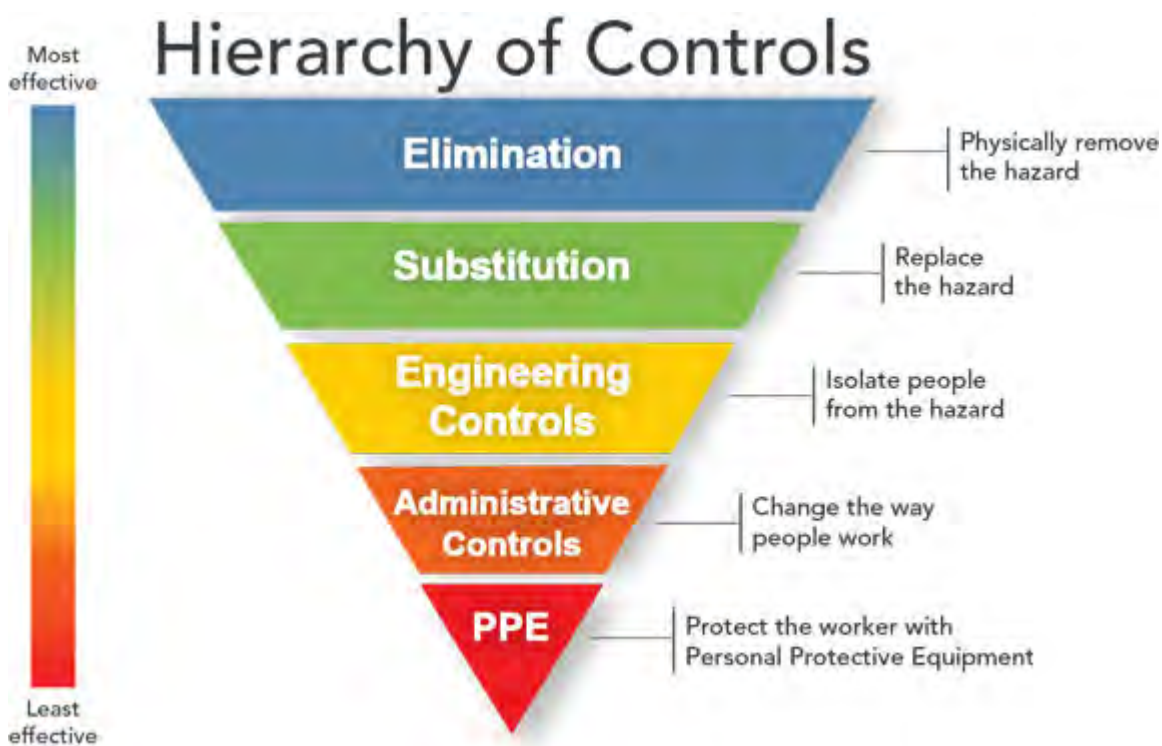 Hierarchy of Controls
Most
effective
Elimination
Physically remove
the hazard
Substitution
Replace
the hazard
Engineering
Controls
Isolate people
from the hazard
Administrative
Controls
Change the way
people work
PPE
Protect the worker with
Personal Protective Equipment
Least
effective